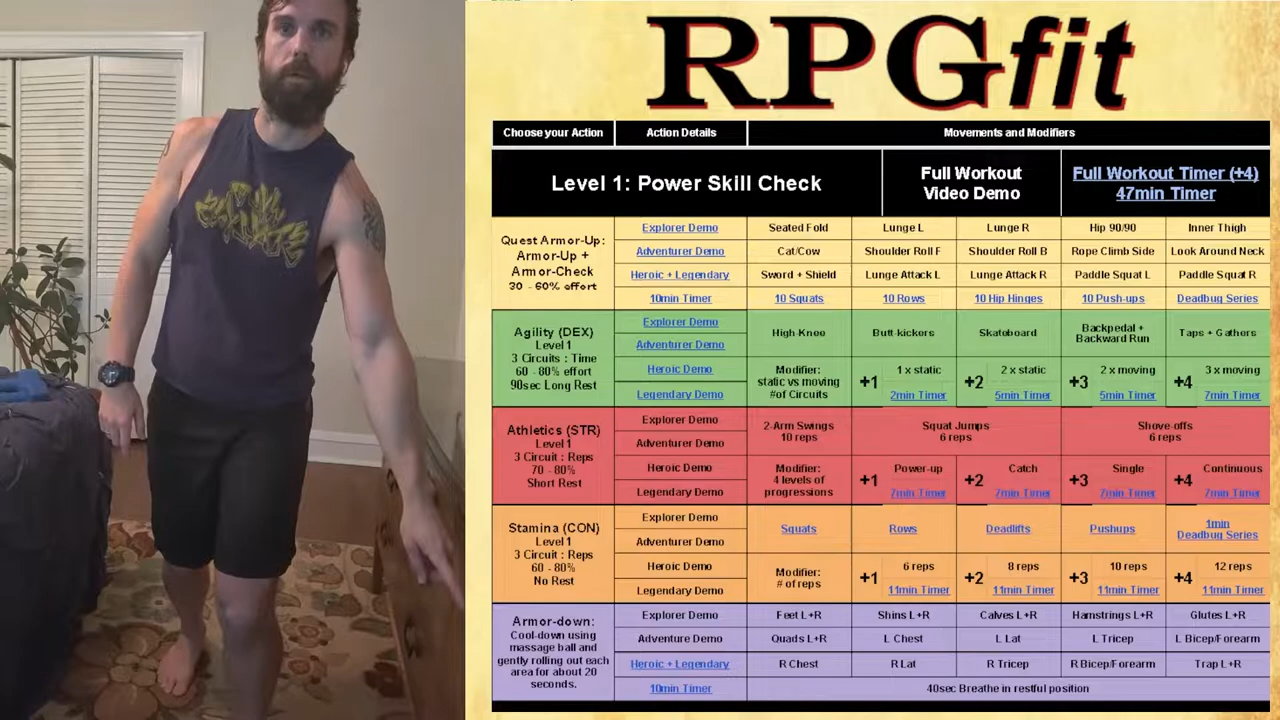 RPGfit
Choose your Action Action Details Movements and Modifiers
Level 1: Power Skill Check
Full Workout
Video Demo
Full Workout Timer (+4)
47min Timer
Quest Armor-Up:
Armor-Up +
Armor-Check
30 - 60% effort
Explorer Demo Seated Fold Lunge L Lunge R Hip 90/90 Inner Thigh
Adventurer Demo Cat/Cow Shoulder Roll F Shoulder Roll B Rope Climb Side Look Around Neck
Heroic + Legendary Sword + Shield Lunge Attack L Lunge Attack R Paddle Squat L Paddle Squat R
10min Timer 10 Squats 10 Rows 10 Hip Hinges 10 Push-ups Deadbug Series
Agility (DEX)
Level 1
3 Circuits : Time
60 - 80% effort
90sec Long Rest
Explorer Demo
Adventurer Demo
High Knee Butt-kickers Skateboard
Backpedal +
Backward Run
Taps + Gathers
Heroic Demo
Legendary Demo
Modifier:
static vs moving
#of Circuits
+1 1 x static
2min Timer
+2 2 x static
5min Timer
+3 2 x moving
5min Timer
+4 3 x moving
7min Timer
Athletics (STR)
Level 1
3 Circuit : Reps
70 - 80%
Short Rest
Explorer Demo
Adventurer Demo
2-Arm Swings
10 reps
Squat Jumps
6 reps
Shove-offs
6 reps
Heroic Demo
Legendary Demo
Modifier:
4 levels of
progressions
+1 Power-up
7min Timer
+2 Catch
7min Timer
+3 Single
7min Timer
+4 Continuous
7min Timer
Stamina (CON)
Level 1
3 Circuit : Reps
60 - 80%
No Rest
Explorer Demo
Adventurer Demo
Squats Rows Deadlifts Pushups
1min
Deadbug Series
Heroic Demo
Legendary Demo
Modifier:
# of reps
+1 6 reps
11min Timer
+2 8 reps
11min Timer
+3 10 reps
11min Timer
+4 12 reps
11min Timer
Armor-down:
Cool-down using
massage ball and
gently rolling out each
area for about 20
seconds.
Explorer Demo Feet L+R Shins L+R Calves L+R Hamstrings L+R Glutes L+R
Adventure Demo Quads L+R L Chest L Lat L Tricep L Bicep/Forearm
Heroic + Legendary R Chest R Lat R Tricep R Bicep/Forearm Trap L+R
10min Timer 40sec Breathe in restful position